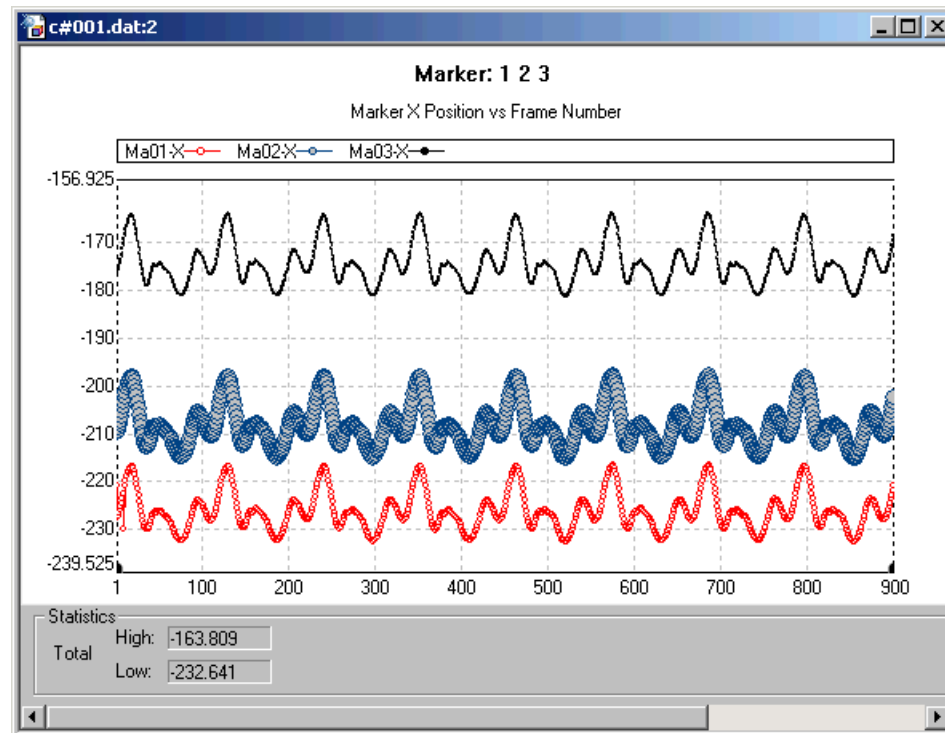 c#001.dat:2
Marker: 1 2 3
Marker X Position vs Frame Number
Ma01-X Ma02-X Ma03-X
-156.925
-170
-180
-190
-200
-210
-220
-230
-239.525
1 100 200 300 400 500 600 700 800 900
Statistics
Total
High: -163.809
Low: -232.641